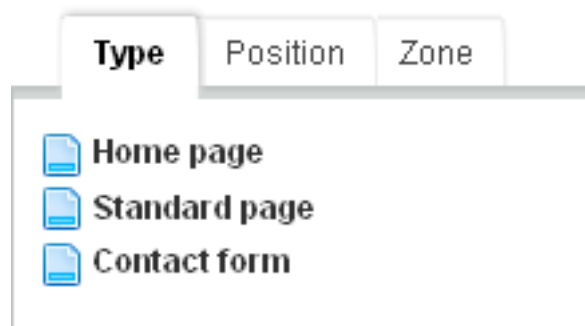 Type Position Zone
Home page
Standard page
Contact form